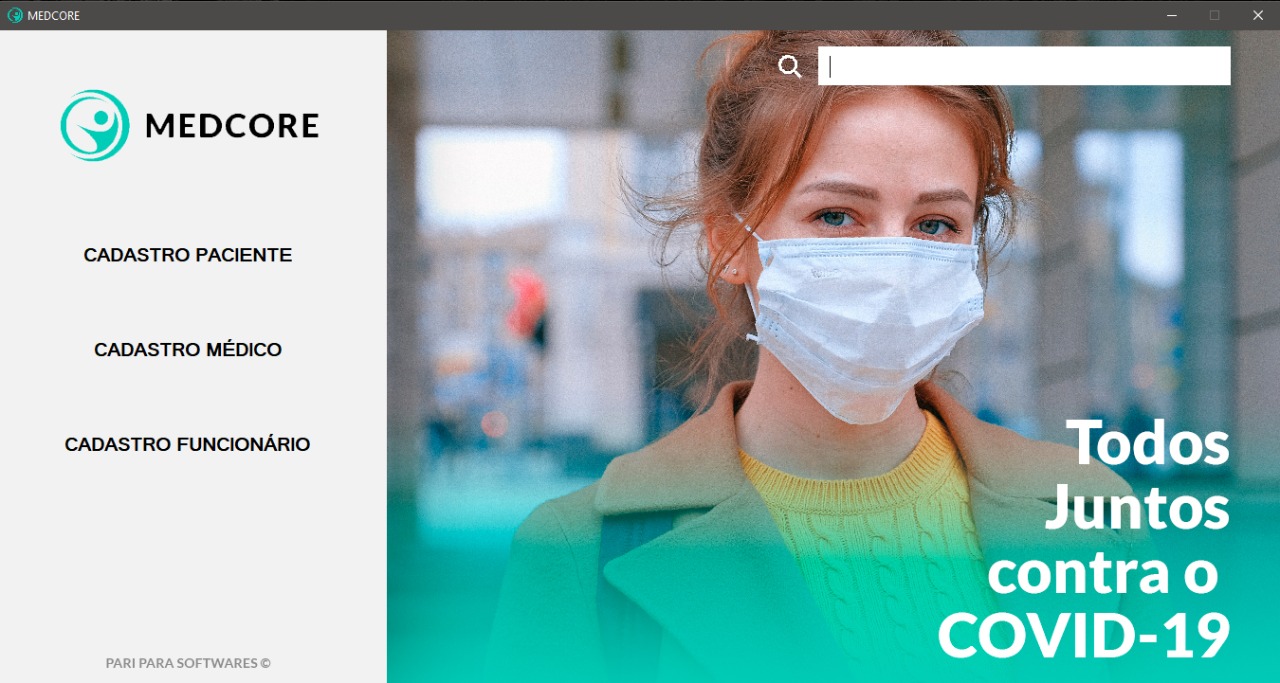 MEDCORE
MEDCORE
CADASTRO PACIENTE
CADASTRO MÉDICO
CADASTRO FUNCIONÁRIO
PARI PARA SOFTWARES ©
Todos
Juntos
contra o
COVID-19